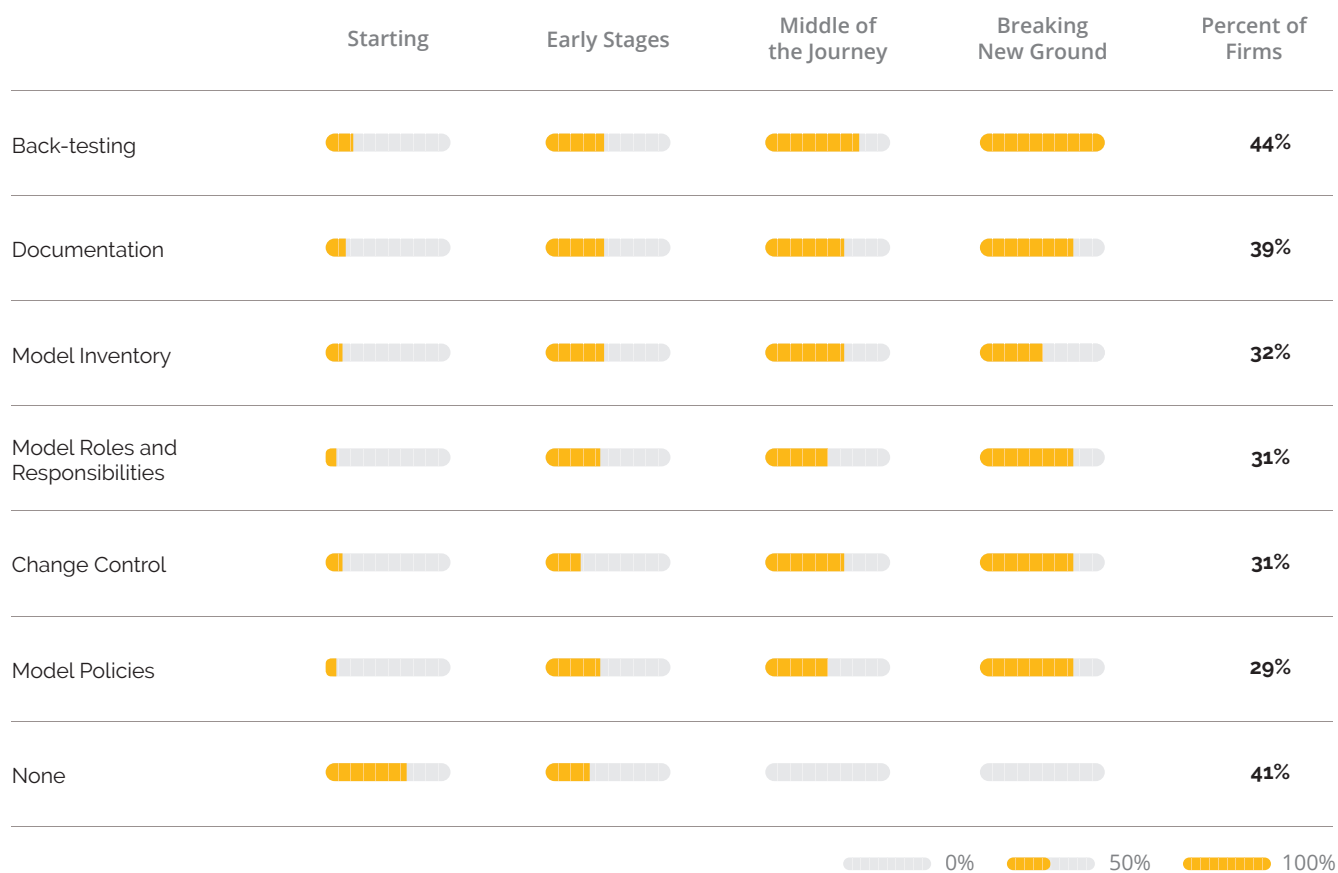 Starting
Early Stages
Middle of
the Journey
Breaking
New Ground
Percent of
Firms
Back-testing
44%
Documentation
39%
Model Inventory
32%
Model Roles and
Responsibilities
31%
Change Control
31%
Model Policies
29%
None
41%
0%
50%
100%